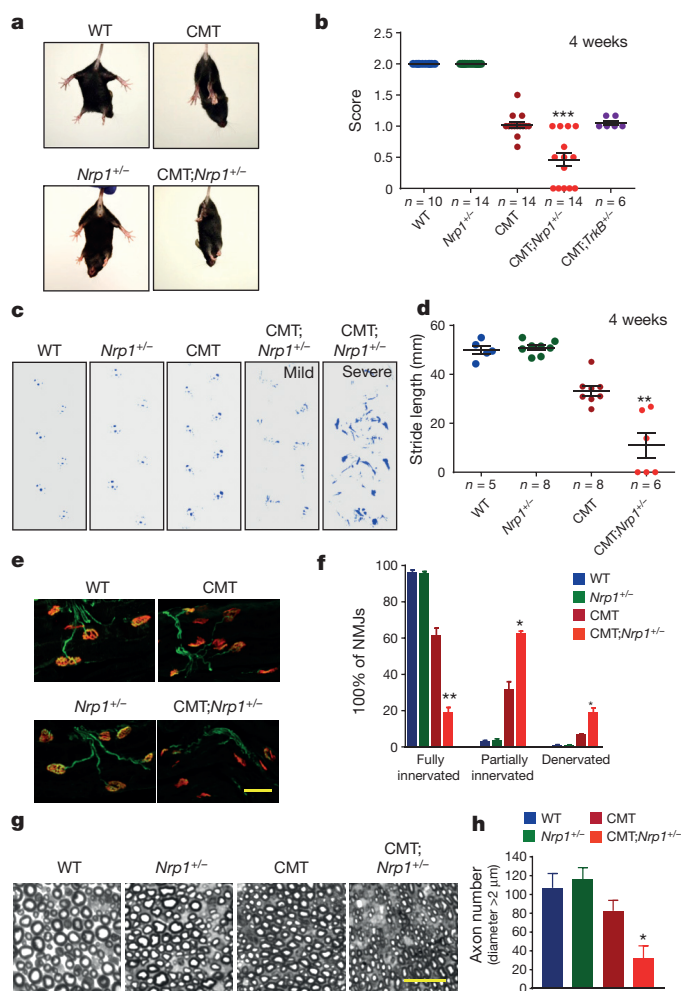 a
WT
CMT
Nrp1+/–
CMT;Nrp1+/–
b
4 weeks
Score
2.5
2.0
1.5
1.0
0.5
0
***
n = 10
n = 14
n = 14
n = 14
n = 6
WT
Nrp1+/–
CMT
CMT;Nrp1+/–
CMT;TrkB+/–
c
WT
Nrp1+/–
CMT
CMT;
Nrp1+/–
Mild
CMT;
Nrp1+/–
Severe
d
4 weeks
Stride length (mm)
60
40
20
0
**
n = 5
n = 8
n = 8
n = 6
WT
Nrp1+/–
CMT
CMT;Nrp1+/–
e
WT
CMT
Nrp1+/–
CMT;Nrp1+/–
f
100% of NMJs
100
80
60
40
20
0
WT
Nrp1+/–
CMT
CMT;Nrp1+/–
**
*
*
Fully
innervated
Partially
innervated
Denervated
g
WT
Nrp1+/–
CMT
CMT;
Nrp1+/–
h
WT
CMT
Nrp1+/–
CMT;Nrp1+/–
Axon number
(diameter >2 μm)
140
120
100
80
60
40
20
0
*